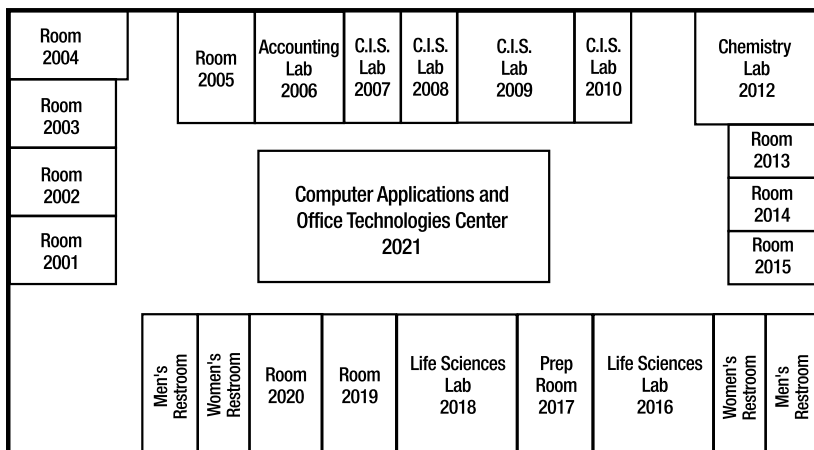 Room
2004
Room
2005
Accounting
Lab
2006
C.I.S.
Lab
2007
C.I.S.
Lab
2008
C.I.S.
Lab
2009
C.I.S.
Lab
2010
Chemistry
Lab
2012
Room
2003
Room
2002
Room
2001
Computer Applications and
Office Technologies Center
2021
Room
2013
Room
2014
Room
2015
Men's
Restroom
Women's
Restroom
Room
2020
Room
2019
Life Sciences
Lab
2018
Prep
Room
2017
Life Sciences
Lab
2016
Women's
Restroom
Men's
Restroom